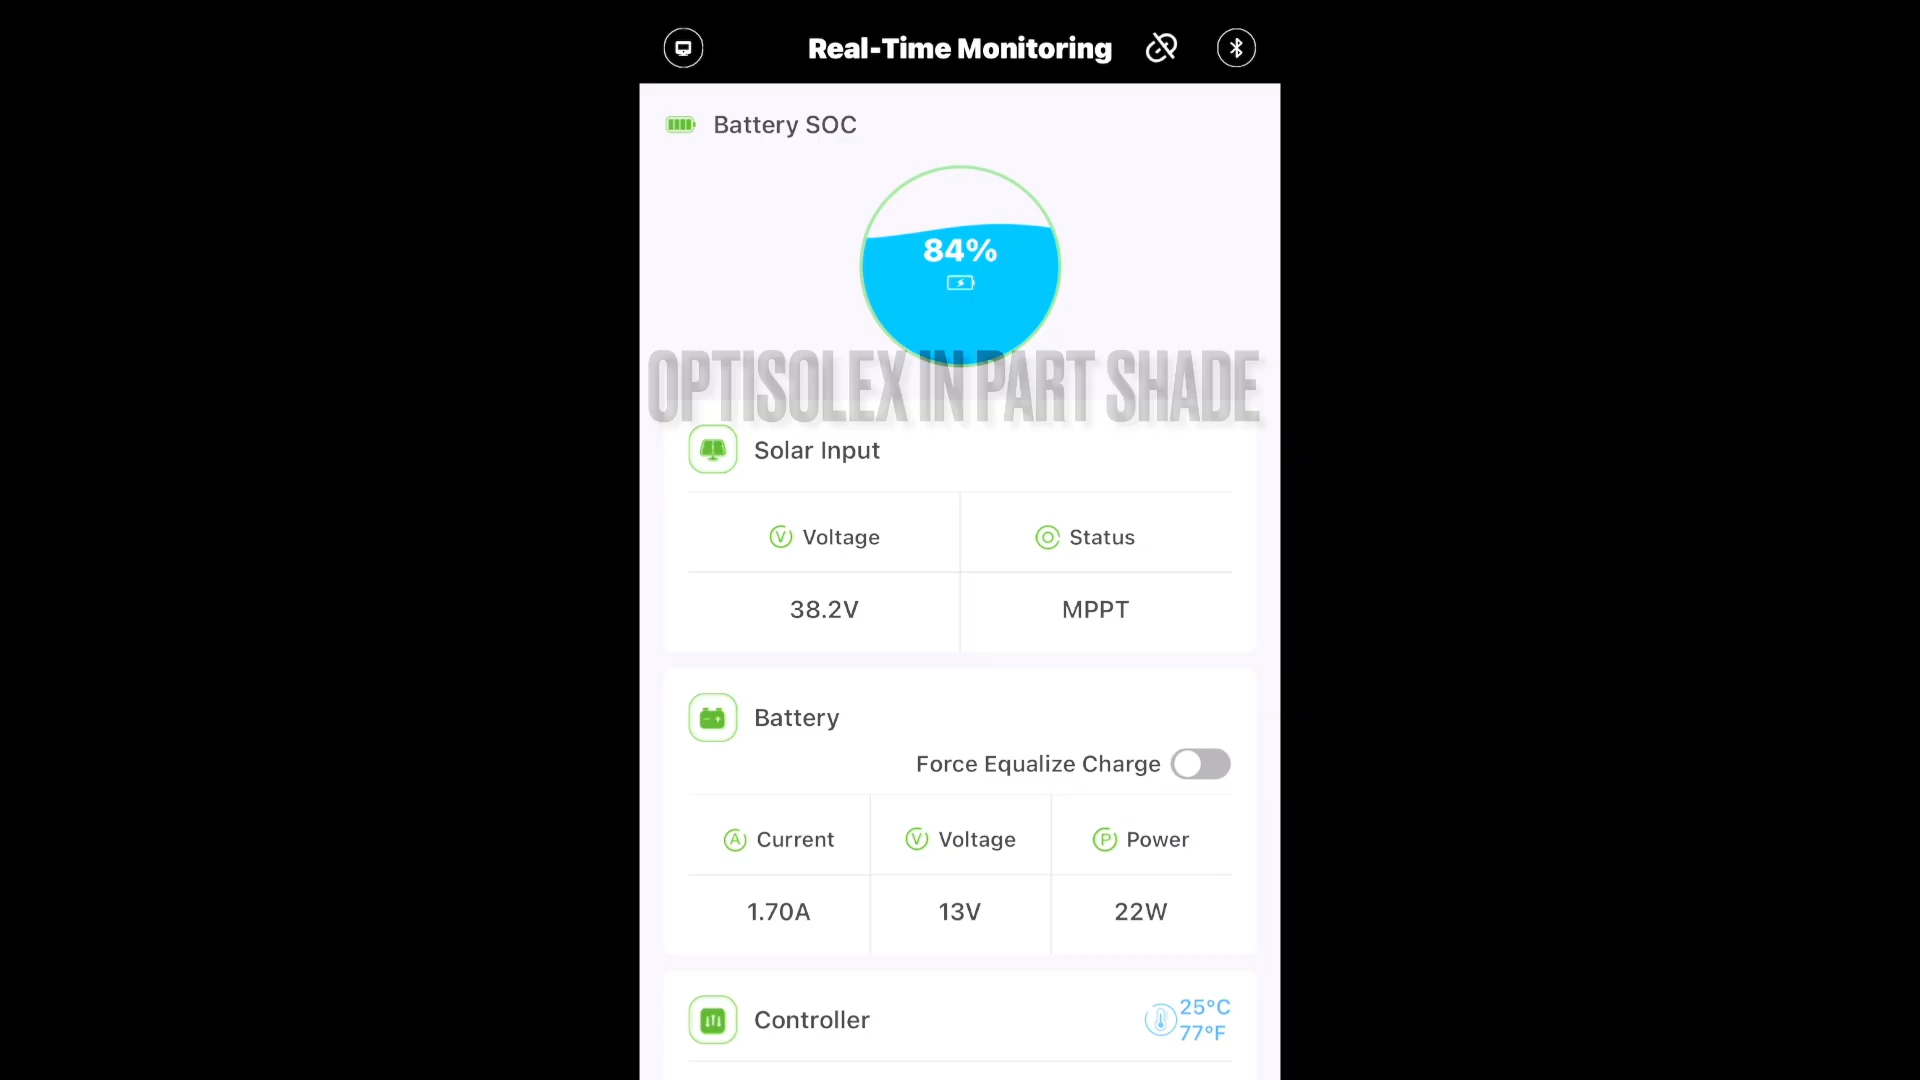 Real-Time Monitoring
Battery SOC
84%
OPTISOLEX IN PART SHADE
Solar Input
V Voltage
Status
38.2V
MPPT
Battery
Force Equalize Charge
A Current
V Voltage
P Power
1.70A
13V
22W
Controller
25°C
77°F